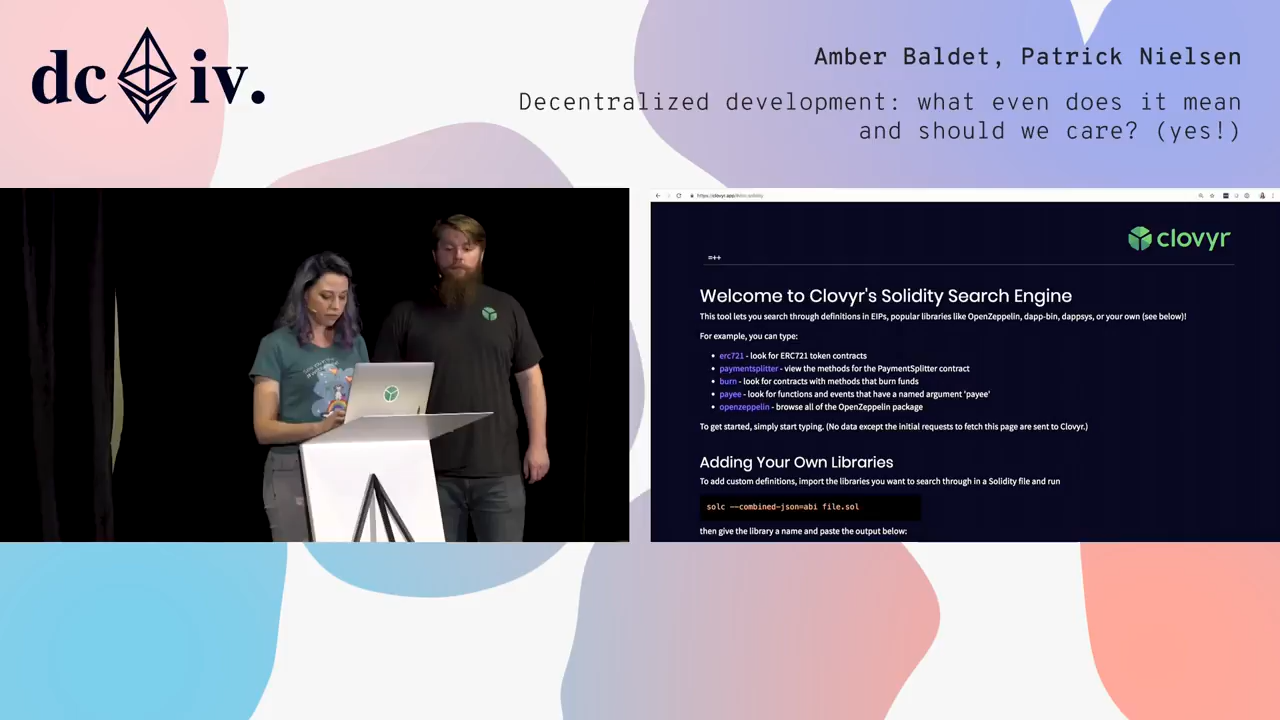 dc iv.
Amber Baldet, Patrick Nielsen
Decentralized development: what even does it mean
and should we care? (yes!)
clovyr
=++
Welcome to Clovyr's Solidity Search Engine
This tool lets you search through definitions in EIPs, popular libraries like OpenZeppelin, dapp-bin, dappsys, or your own (see below)!
For example, you can type:
• erc721 - look for ERC721 token contracts
• paymentsplitter - view the methods for the PaymentSplitter contract
• burn - look for contracts with methods that burn funds
• payee - look for functions and events that have a named argument 'payee'
• openzeppelin - browse all of the OpenZeppelin package
To get started, simply start typing. (No data except the initial requests to fetch this page are sent to Clovyr.)
Adding Your Own Libraries
To add custom definitions, import the libraries you want to search through in a Solidity file and run
solc --combined-json=abi file.sol
then give the library a name and paste the output below: